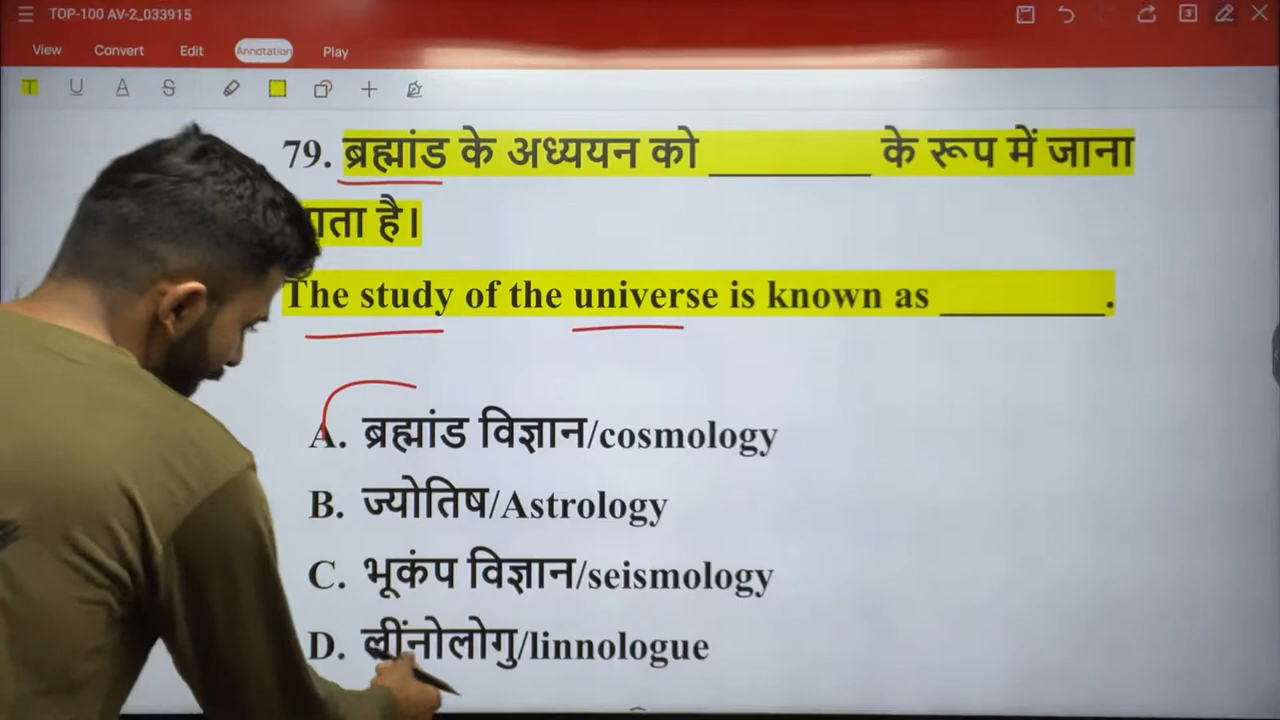 TOP-100 AV-2_033915
3
View Convert Edit Annotation Play
T U A S
79. ब्रह्मांड के अध्ययन को ________ के रूप में जाना
ाता है।
The study of the universe is known as ________.
A. ब्रह्मांड विज्ञान/cosmology
B. ज्योतिष/Astrology
C. भूकंप विज्ञान/seismology
D. लींनोलोगु/linnologue